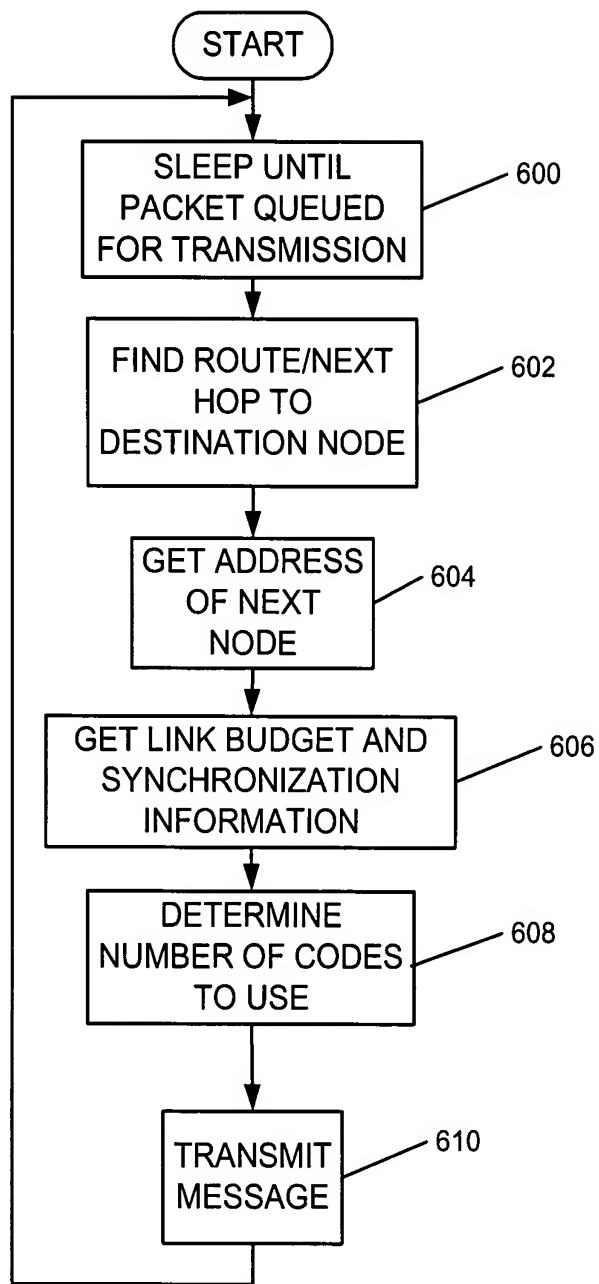 START
SLEEP UNTIL
PACKET QUEUED
FOR TRANSMISSION
600
FIND ROUTE/NEXT
HOP TO
DESTINATION NODE
602
GET ADDRESS
OF NEXT
NODE
604
GET LINK BUDGET AND
SYNCHRONIZATION
INFORMATION
606
DETERMINE
NUMBER OF CODES
TO USE
608
TRANSMIT
MESSAGE
610